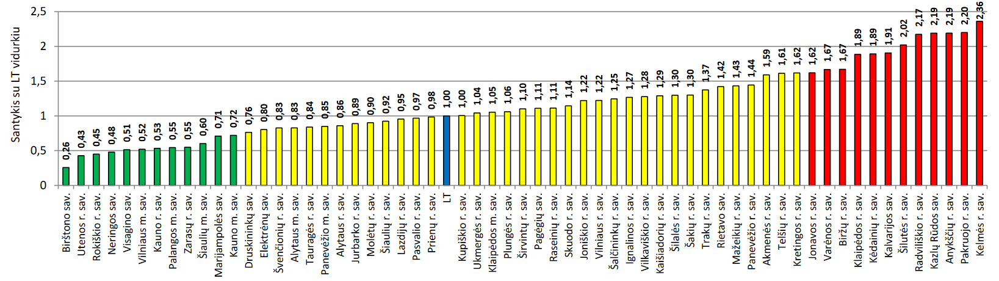 Santykis su LT vidurkiu
2,5
2
1,5
1
0,5
0
0,26
0,43
0,45
0,48
0,51
0,52
0,53
0,55
0,55
0,60
0,71
0,72
0,76
0,80
0,83
0,83
0,84
0,85
0,86
0,89
0,90
0,92
0,95
0,97
0,98
1,00
1,00
1,04
1,05
1,06
1,10
1,11
1,11
1,14
1,22
1,22
1,25
1,27
1,28
1,29
1,30
1,30
1,37
1,42
1,43
1,44
1,59
1,61
1,62
1,62
1,67
1,67
1,89
1,89
1,91
2,02
2,17
2,19
2,19
2,20
2,36
Birštono sav.
Utenos r. sav.
Rokiškio r. sav.
Neringos sav.
Visagino sav.
Vilniaus m. sav.
Kauno r. sav.
Palangos m. sav.
Zarasų r. sav.
Šiaulių m. sav.
Marijampolės sav.
Kauno m. sav.
Druskininkų sav.
Elektrėnų sav.
Švenčionių r. sav.
Alytaus m. sav.
Tauragės r. sav.
Panevėžio m. sav.
Alytaus r. sav.
Jurbarko r. sav.
Molėtų r. sav.
Šiaulių r. sav.
Lazdijų r. sav.
Pasvalio r. sav.
Prienų r. sav.
LT
Kupiškio r. sav.
Ukmergės r. sav.
Klaipėdos m. sav.
Plungės r. sav.
Širvintų r. sav.
Pagėgių sav.
Raseinių r. sav.
Skuodo r. sav.
Joniškio r. sav.
Vilniaus r. sav.
Šalčininkų r. sav.
Ignalinos r. sav.
Vilkaviškio r. sav.
Kaišiadorių r. sav.
Šilalės r. sav.
Šakių r. sav.
Trakų r. sav.
Rietavo sav.
Mažeikių r. sav.
Panevėžio r. sav.
Akmenės r. sav.
Telšių r. sav.
Kretingos r. sav.
Jonavos r. sav.
Varėnos r. sav.
Biržų r. sav.
Klaipėdos r. sav.
Kėdainių r. sav.
Kalvarijos sav.
Šilutės r. sav.
Radviliškio r. sav.
Kazlų Rūdos sav.
Anykščių r. sav.
Pakruojo r. sav.
Kelmės r. sav.